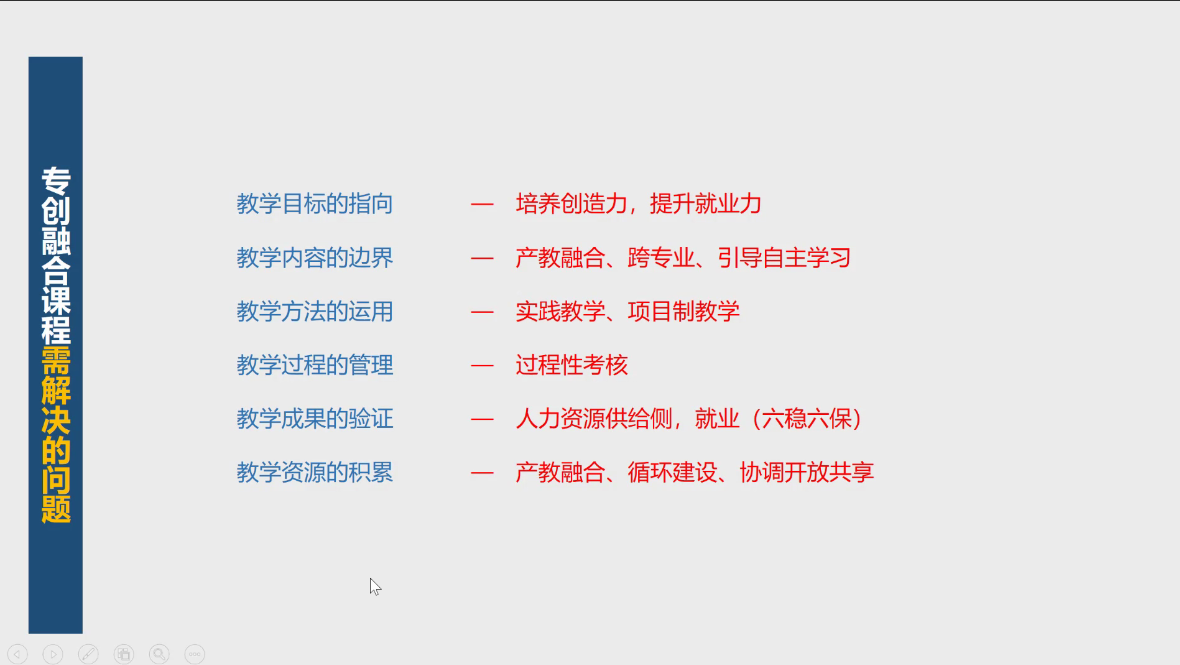 专创融合课程需解决的问题
教学目标的指向 — 培养创造力，提升就业力
教学内容的边界 — 产教融合、跨专业、引导自主学习
教学方法的运用 — 实践教学、项目制教学
教学过程的管理 — 过程性考核
教学成果的验证 — 人力资源供给侧，就业（六稳六保）
教学资源的积累 — 产教融合、循环建设、协调开放共享